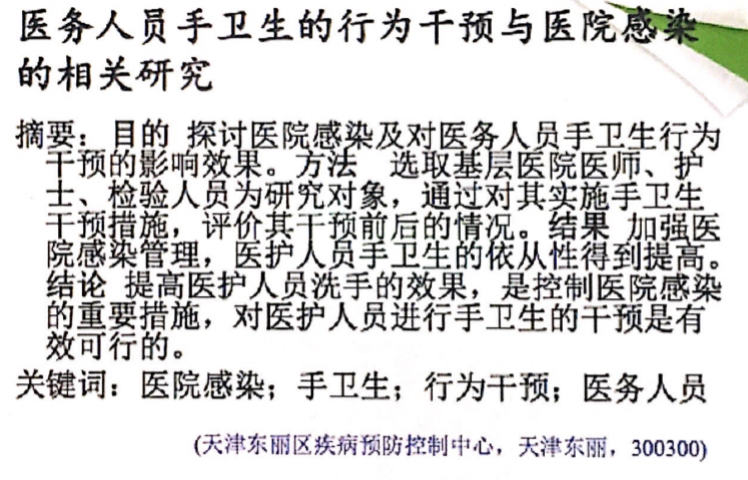 医务人员手卫生的行为干预与医院感染
的相关研究
摘要：目的 探讨医院感染及对医务人员手卫生行为
干预的影响效果。方法 选取基层医院医师、护
士、检验人员为研究对象，通过对其实施手卫生
干预措施，评价其干预前后的情况。结果 加强医
院感染管理，医护人员手卫生的依从性得到提高。
结论 提高医护人员洗手的效果，是控制医院感染
的重要措施，对医护人员进行手卫生的干预是有
效可行的。
关键词：医院感染；手卫生；行为干预；医务人员
(天津东丽区疾病预防控制中心，天津东丽，300300)